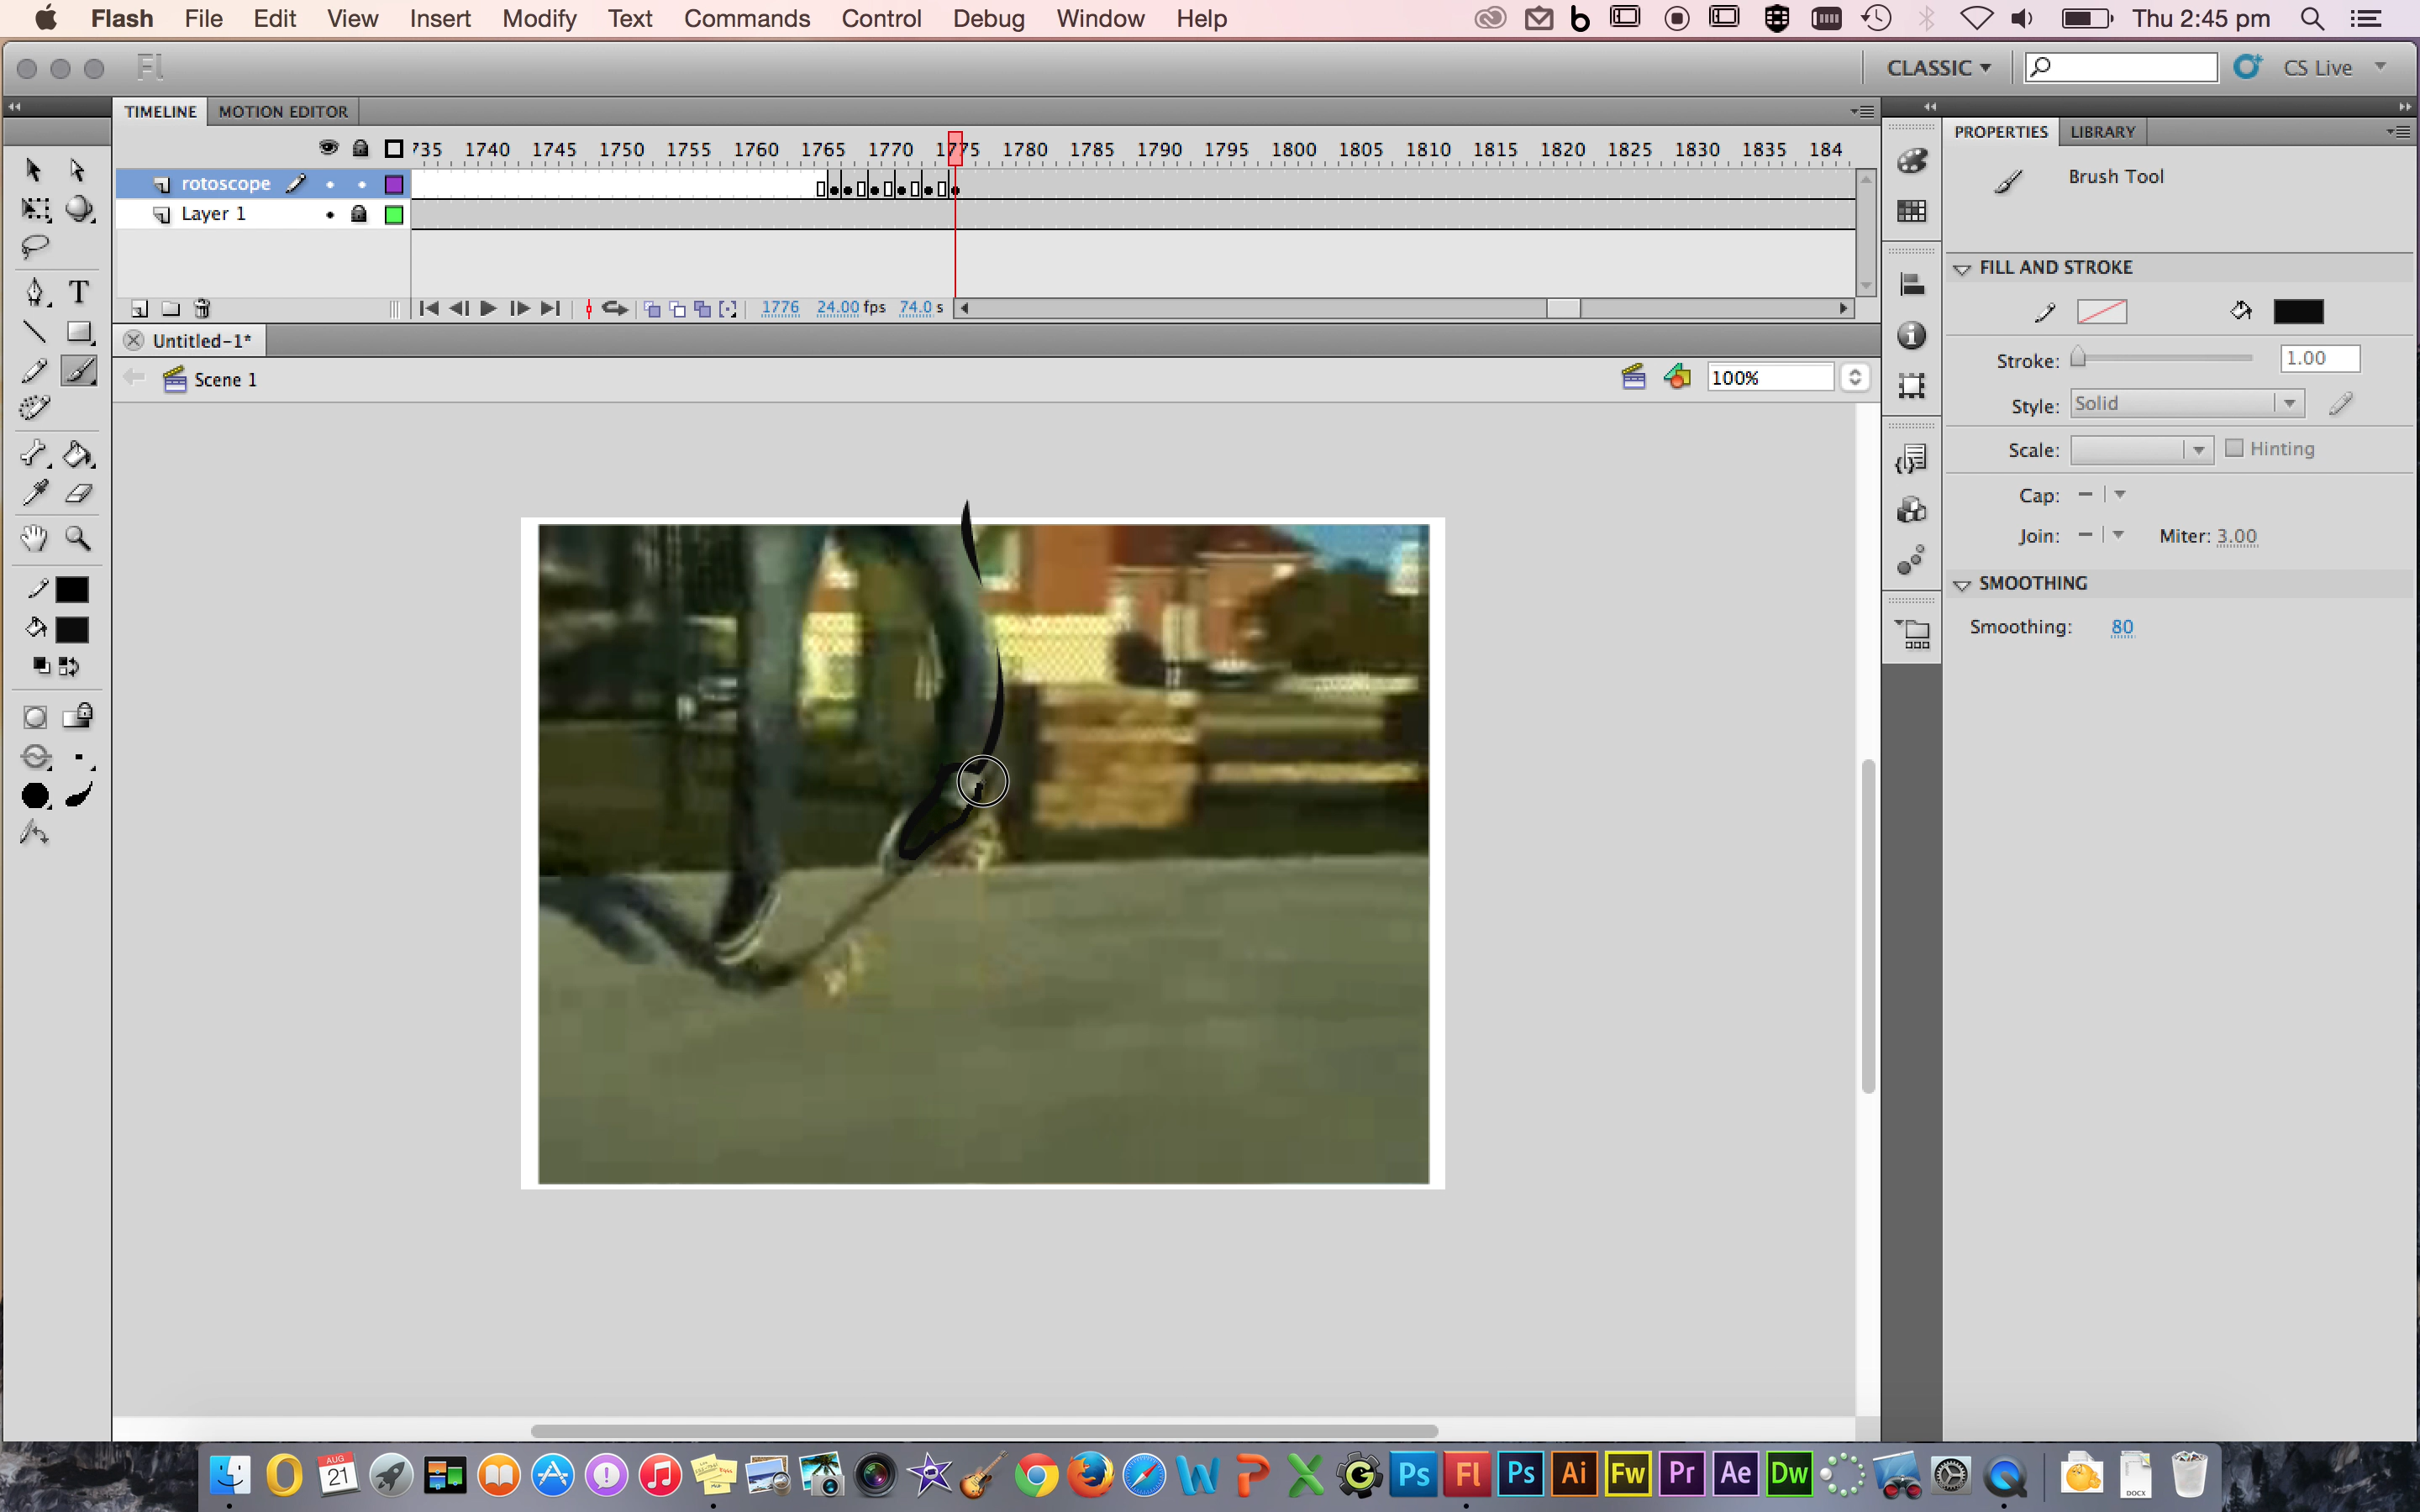 Flash File Edit View Insert Modify Text Commands Control Debug Window Help Thu 2:45 pm
Fl CLASSIC CS Live
TIMELINE MOTION EDITOR
735 1740 1745 1750 1755 1760 1765 1770 1775 1780 1785 1790 1795 1800 1805 1810 1815 1820 1825 1830 1835 184
rotoscope
Layer 1
1776 24.00 fps 74.0 s
Untitled-1*
Scene 1 100%
PROPERTIES LIBRARY
Brush Tool
FILL AND STROKE
Stroke: 1.00
Style: Solid
Scale: Hinting
Cap:
Join: Miter: 3.00
SMOOTHING
Smoothing: 80
T
AUG
21
Ps Fl Ps Ai Fw Pr Ae Dw
DOCX